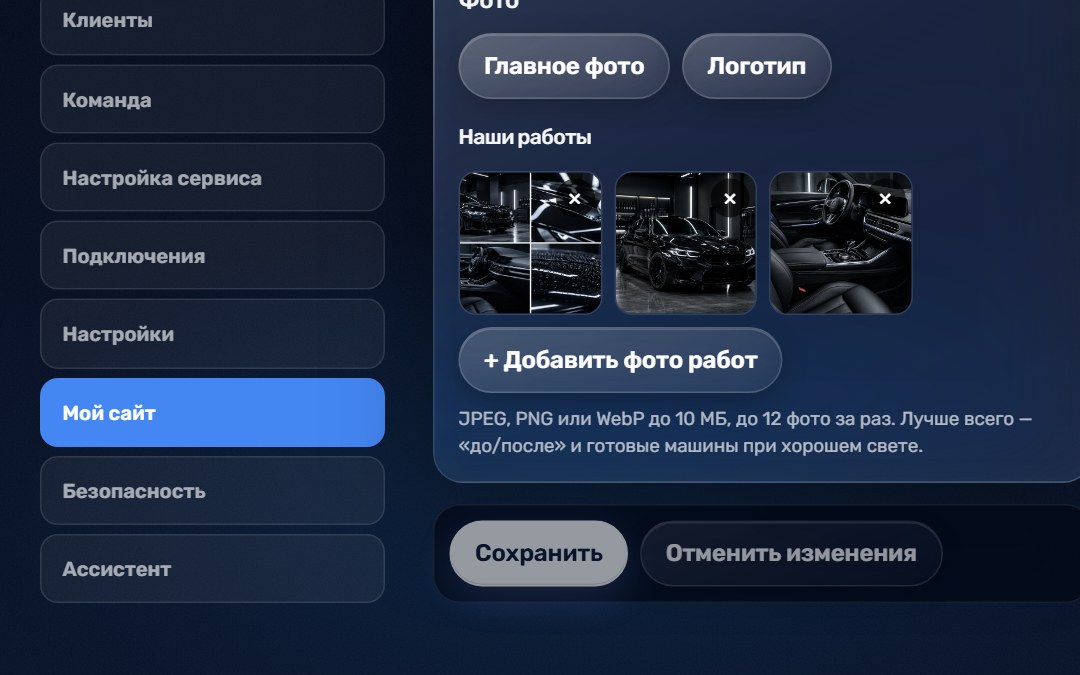 Клиенты
Команда
Настройка сервиса
Подключения
Настройки
Мой сайт
Безопасность
Ассистент
Фото
Главное фото
Логотип
Наши работы
+ Добавить фото работ
JPEG, PNG или WebP до 10 МБ, до 12 фото за раз. Лучше всего —
«до/после» и готовые машины при хорошем свете.
Сохранить
Отменить изменения